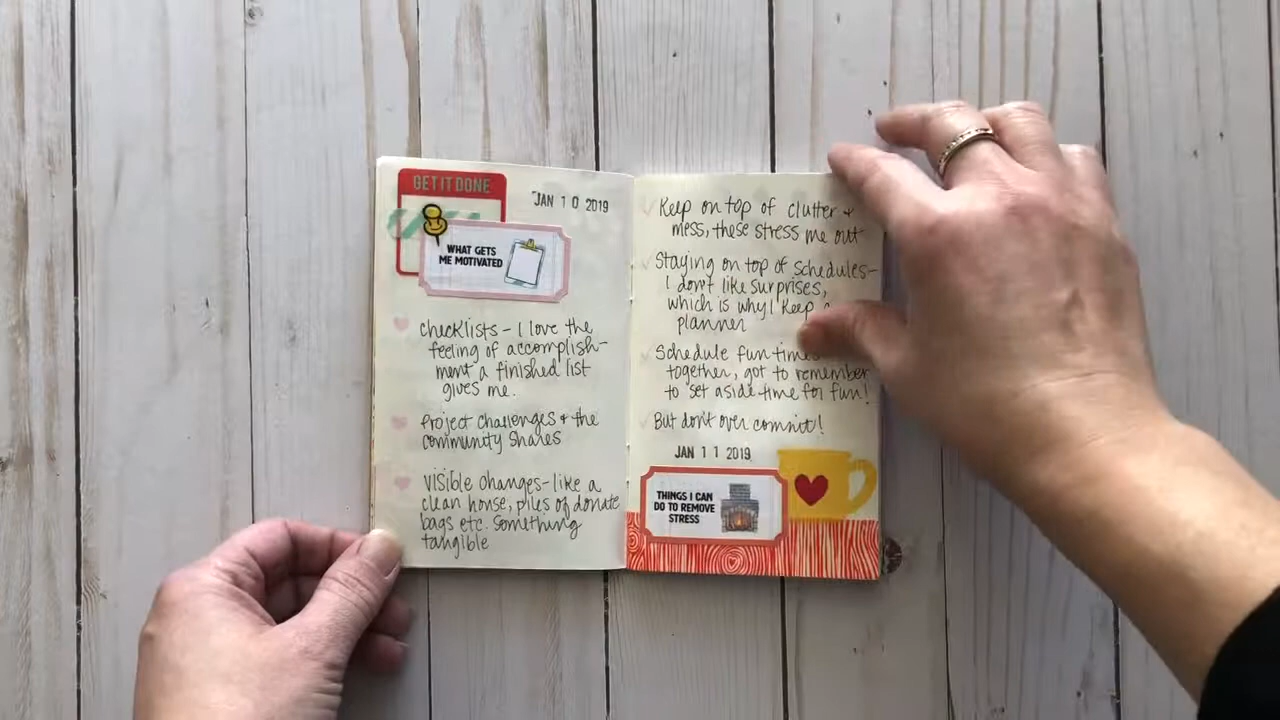 GET IT DONE
JAN 10 2019
WHAT GETS
ME MOTIVATED
checklists - I love the
feeling of accomplish-
ment a finished list
gives me.
Project challenges & the
community shares
visible changes - like a
clean house, piles of donate
bags etc. Something
tangible
Keep on top of clutter &
mess, these stress me out
Staying on top of schedules -
I don't like surprises,
which is why I keep
planner
Schedule fun times
together, got to remember
to set aside time for fun!
But don't over commit!
JAN 11 2019
THINGS I CAN
DO TO REMOVE
STRESS